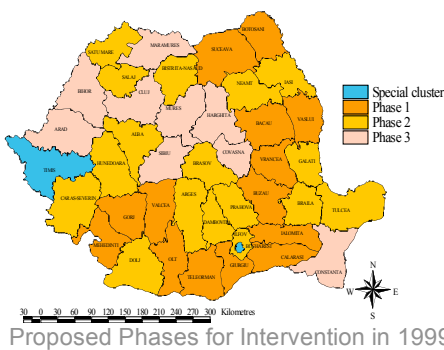 BOTOSANI
SUCEAVA
MARAMURES
SATU MARE
BISTRITA-NASAUD
SALAJ
IASI
NEAMT
BIHOR
CLUJ
MURES
HARGHITA
BACAU
VASLUI
ARAD
ALBA
SIBIU
COVASNA
BRASOV
VRANCEA
GALATI
TIMIS
HUNEDOARA
CARAS-SEVERIN
GORJ
VALCEA
ARGES
PRAHOVA
BUZAU
BRAILA
TULCEA
DAMBOVITA
ILFOV
IALOMITA
MEHEDINTI
DOLJ
OLT
TELEORMAN
GIURGIU
CALARASI
CONSTANTA
Special cluster
Phase 1
Phase 2
Phase 3
30 0 30 60 90 120 150 180 210 240 270 300 Kilometres
N
W E
S
Proposed Phases for Intervention in 1999